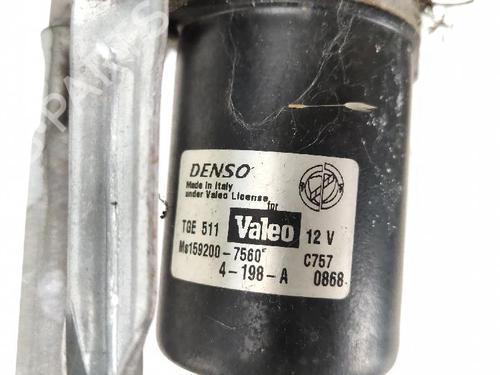 DENSO
Made in Italy
under Valeo License
for
TGE 511 Valeo 12 V
Ms159200-7560 C757
4-198-A 0868